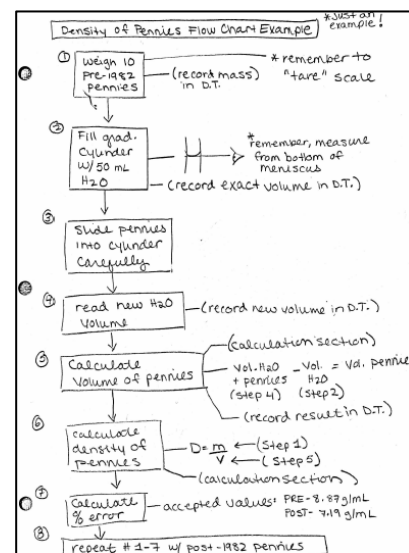 Density of Pennies Flow Chart Example
*Just an
example!
①
Weigh 10
Pre-1982
pennies
(record mass)
in D.T.
*remember to
"tare" scale
②
Fill grad.
Cylinder
w/50 mL
H2O
*remember, measure
from bottom of
meniscus
(record exact volume in D.T.)
③
Slide pennies
into cylinder
Carefully
④
read new H2O
Volume
(record new volume in D.T.)
⑤
Calculate
Volume of pennies
(calculation section)
Vol. H2O - Vol. = Vol. pennie
+ pennies H2O
(step 4) (step 2)
(record result in D.T.)
⑥
calculate
density of
pennies
D = m ← (Step 1)
V ← (Step 5)
(calculation section)
⑦
Calculate
% error
accepted values: PRE- 8.87g/mL
POST- 7.19 g/mL
⑧
repeat #1-7 w/ post-1982 pennies